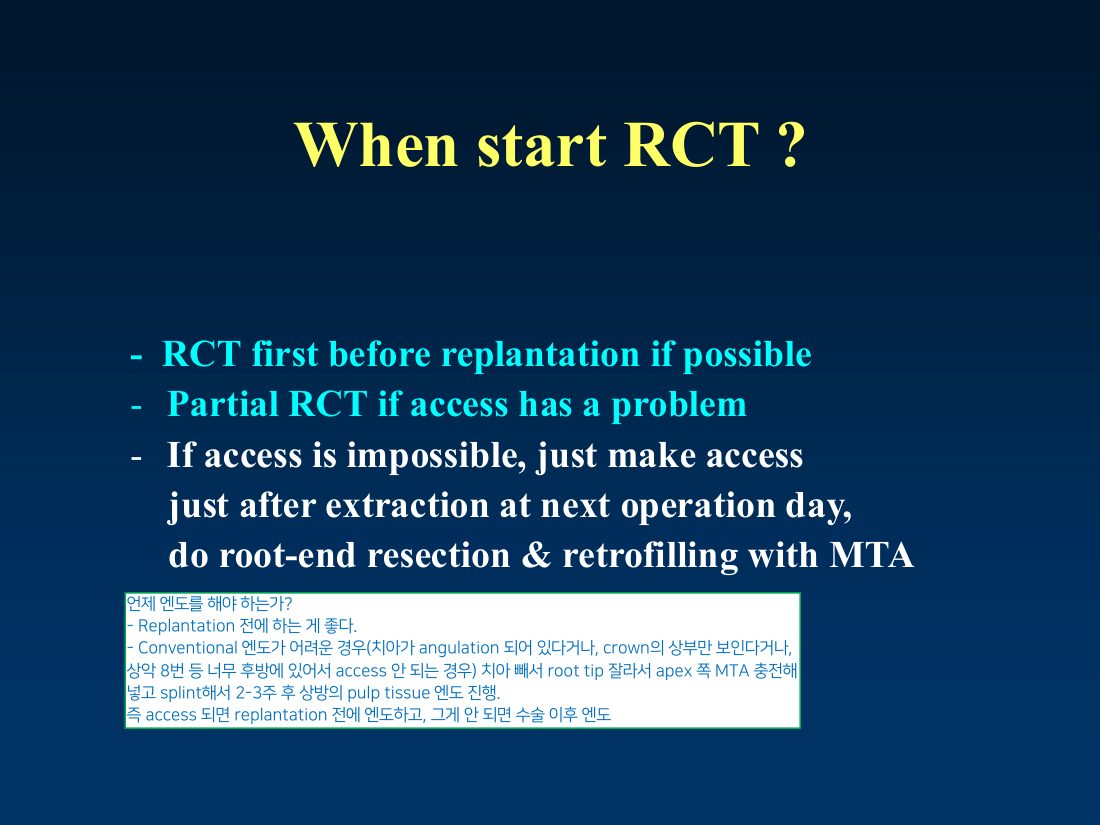 When start RCT ?
- RCT first before replantation if possible
- Partial RCT if access has a problem
- If access is impossible, just make access
just after extraction at next operation day,
do root-end resection & retrofilling with MTA
언제 엔도를 해야 하는가?
- Replantation 전에 하는 게 좋다.
- Conventional 엔도가 어려운 경우(치아가 angulation 되어 있다거나, crown의 상부만 보인다거나,
상악 8번 등 너무 후방에 있어서 access 안 되는 경우) 치아 빼서 root tip 잘라서 apex 쪽 MTA 충전해
넣고 splint해서 2-3주 후 상방의 pulp tissue 엔도 진행.
즉 access 되면 replantation 전에 엔도하고, 그게 안 되면 수술 이후 엔도